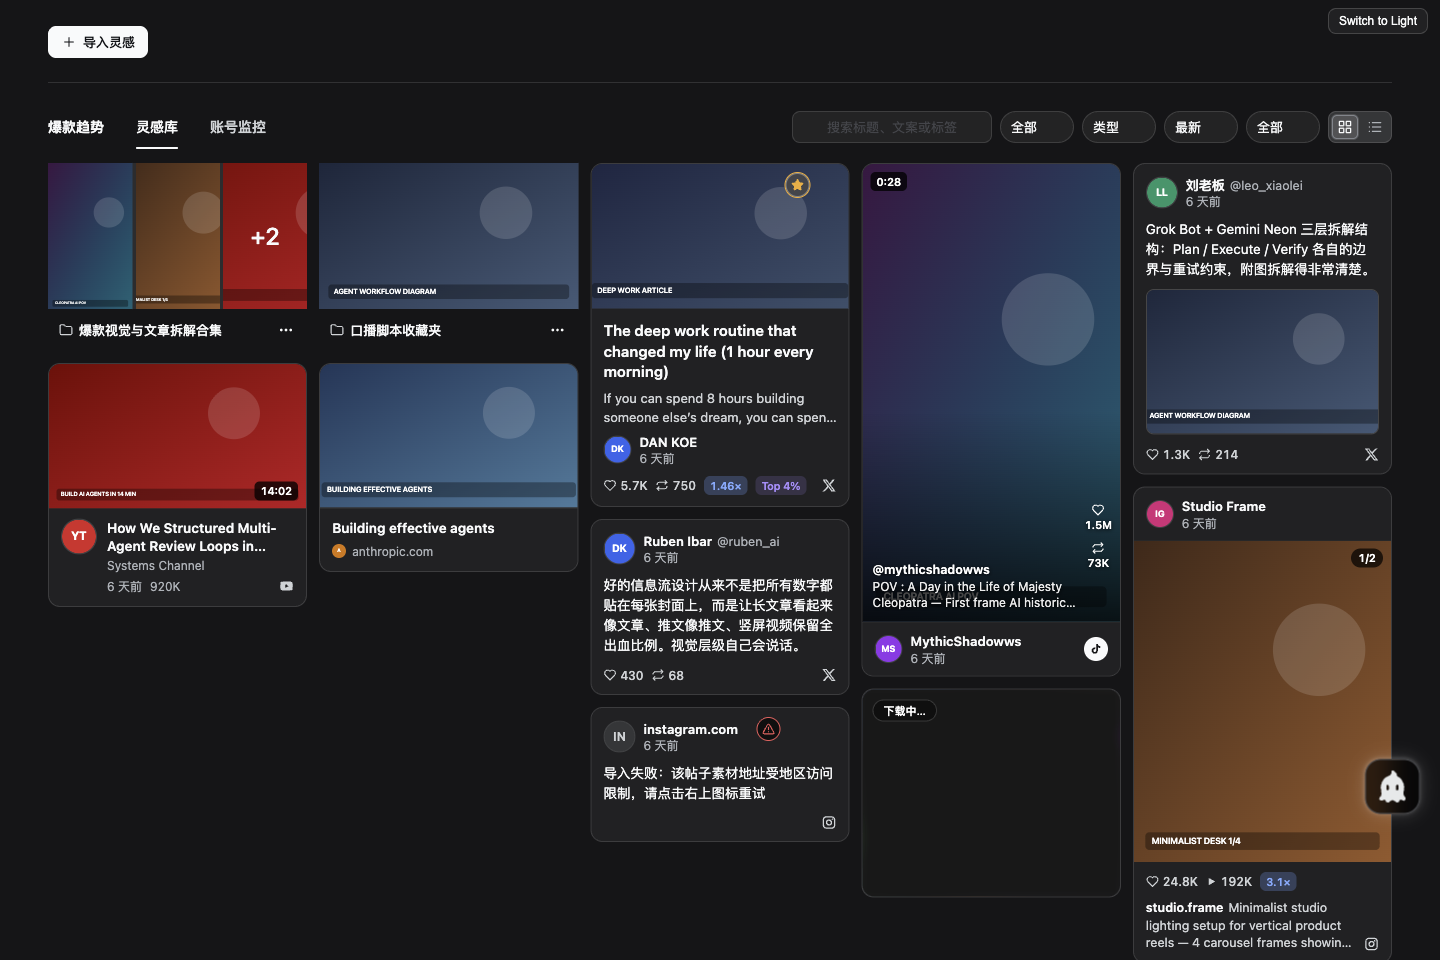 Switch to Light
导入灵感
爆款趋势
灵感库
账号监控
搜索标题、文案或标签
全部
类型
最新
全部
CLEOPATRA AI POV
MALIST DESK 1/3
+2
爆款视觉与文章拆解合集
AGENT WORKFLOW DIAGRAM
口播脚本收藏夹
BUILD AI AGENTS IN 14 MIN
14:02
YT
How We Structured Multi-
Agent Review Loops in...
Systems Channel
6 天前 920K
BUILDING EFFECTIVE AGENTS
Building effective agents
anthropic.com
DEEP WORK ARTICLE
The deep work routine that
changed my life (1 hour every
morning)
If you can spend 8 hours building
someone else's dream, you can spen...
DK
DAN KOE
6 天前
5.7K 750 1.46× Top 4%
DK
Ruben Ibar @ruben_ai
6 天前
好的信息流设计从来不是把所有数字都
贴在每张封面上，而是让长文章看起来
像文章、推文像推文、竖屏视频保留全
出血比例。视觉层级自己会说话。
430 68
IN
instagram.com
6 天前
导入失败：该帖子素材地址受地区访问
限制，请点击右上图标重试
0:28
1.5M
73K
@mythicshadowws
POV : A Day in the Life of Majesty
Cleopatra — First frame AI historic...
CLEOPATRA AI POV
MS
MythicShadowws
6 天前
下载中...
LL
刘老板 @leo_xiaolei
6 天前
Grok Bot + Gemini Neon 三层拆解结
构：Plan / Execute / Verify 各自的边
界与重试约束，附图拆解得非常清楚。
AGENT WORKFLOW DIAGRAM
1.3K 214
IG
Studio Frame
6 天前
1/2
MINIMALIST DESK 1/4
24.8K 192K 3.1×
studio.frame Minimalist studio
lighting setup for vertical product
reels — 4 carousel frames showin...